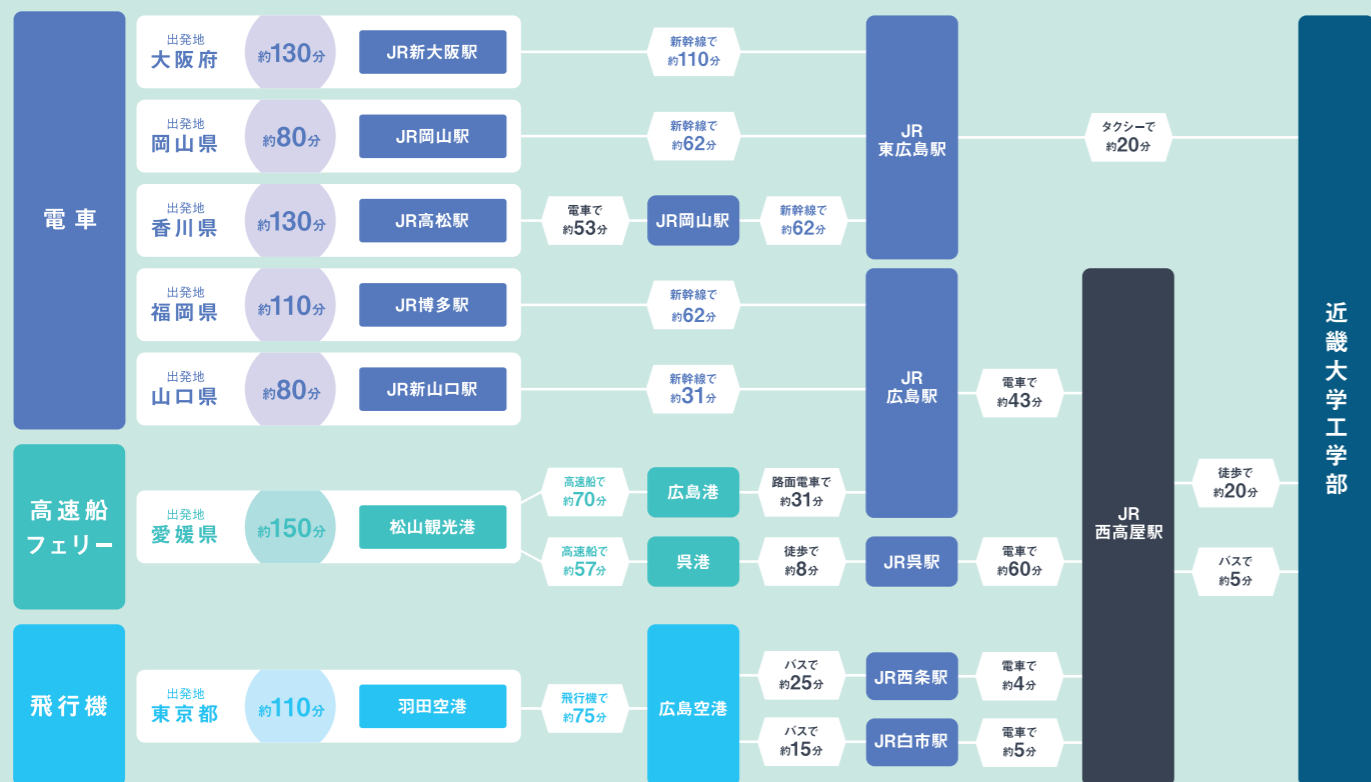 電車
出発地
大阪府
約130分
JR新大阪駅
新幹線で
約110分
出発地
岡山県
約80分
JR岡山駅
新幹線で
約62分
出発地
香川県
約130分
JR高松駅
電車で
約53分
JR岡山駅
新幹線で
約62分
JR
東広島駅
タクシーで
約20分
出発地
福岡県
約110分
JR博多駅
新幹線で
約62分
出発地
山口県
約80分
JR新山口駅
新幹線で
約31分
JR
広島駅
電車で
約43分
高速船
フェリー
出発地
愛媛県
約150分
松山観光港
高速船で
約70分
広島港
路面電車で
約31分
高速船で
約57分
呉港
徒歩で
約8分
JR呉駅
電車で
約60分
飛行機
出発地
東京都
約110分
羽田空港
飛行機で
約75分
広島空港
バスで
約25分
JR西条駅
電車で
約4分
バスで
約15分
JR白市駅
電車で
約5分
JR
西高屋駅
徒歩で
約20分
バスで
約5分
近畿大学工学部